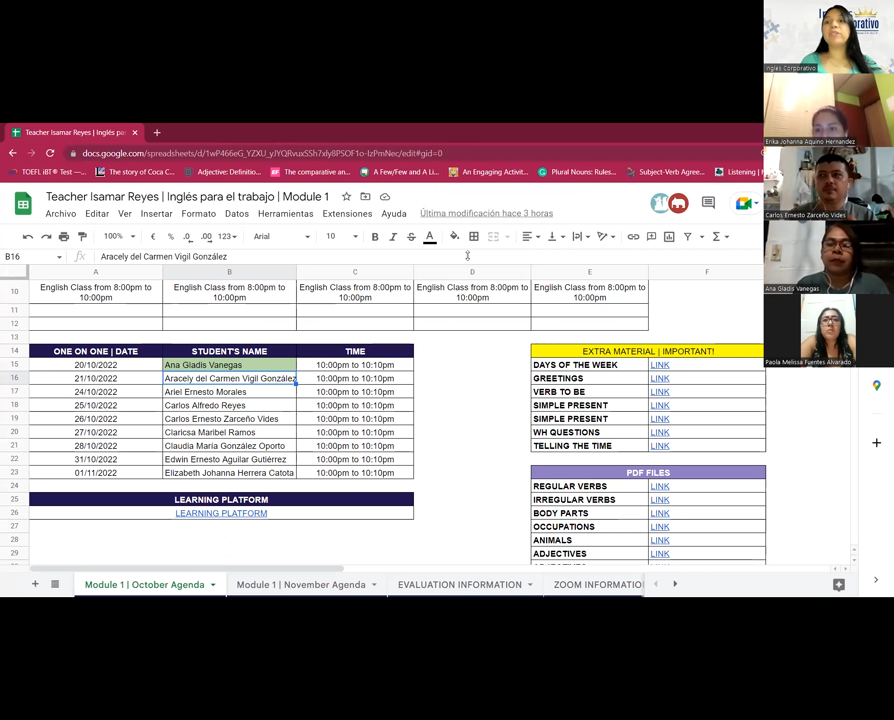 Teacher Isamar Reyes | Inglés pa
docs.google.com/spreadsheets/d/1wP466eG_YZXU_yJYQRvuxSSh7xly8PSOF1o-IzPmNec/edit#gid=0
TOEFL iBT® Test —...
The story of Coca C...
Adjective: Definition...
The comparative an...
A Few/Few and A Li...
An Engaging Activit...
Plural Nouns: Rules...
Subject-Verb Agree...
Listening |
Teacher Isamar Reyes | Inglés para el trabajo | Module 1
Archivo Editar Ver Insertar Formato Datos Herramientas Extensiones Ayuda Última modificación hace 3 horas
100% € % .0 .00 123 Arial 10 B I S A
B16 fx Aracely del Carmen Vigil González
A B C D E F
10 English Class from 8:00pm to 10:00pm English Class from 8:00pm to 10:00pm English Class from 8:00pm to 10:00pm English Class from 8:00pm to 10:00pm English Class from 8:00pm to 10:00pm
11
12
13
14 ONE ON ONE | DATE STUDENT'S NAME TIME EXTRA MATERIAL | IMPORTANT!
15 20/10/2022 Ana Gladis Vanegas 10:00pm to 10:10pm DAYS OF THE WEEK LINK
16 21/10/2022 Aracely del Carmen Vigil González 10:00pm to 10:10pm GREETINGS LINK
17 24/10/2022 Ariel Ernesto Morales 10:00pm to 10:10pm VERB TO BE LINK
18 25/10/2022 Carlos Alfredo Reyes 10:00pm to 10:10pm SIMPLE PRESENT LINK
19 26/10/2022 Carlos Ernesto Zarceño Vides 10:00pm to 10:10pm SIMPLE PRESENT LINK
20 27/10/2022 Claricsa Maribel Ramos 10:00pm to 10:10pm WH QUESTIONS LINK
21 28/10/2022 Claudia María González Oporto 10:00pm to 10:10pm TELLING THE TIME LINK
22 31/10/2022 Edwin Ernesto Aguilar Gutiérrez 10:00pm to 10:10pm
23 01/11/2022 Elizabeth Johanna Herrera Catota 10:00pm to 10:10pm PDF FILES
24 REGULAR VERBS LINK
25 LEARNING PLATFORM IRREGULAR VERBS LINK
26 LEARNING PLATFORM BODY PARTS LINK
27 OCCUPATIONS LINK
28 ANIMALS LINK
29 ADJECTIVES LINK
Module 1 | October Agenda Module 1 | November Agenda EVALUATION INFORMATION ZOOM INFORMATIO
Inglés Corporativo
Erika Johanna Aquino Hernandez
Carlos Ernesto Zarceño Vides
Ana Gladis Vanegas
Paola Melissa Fuentes Alvarado